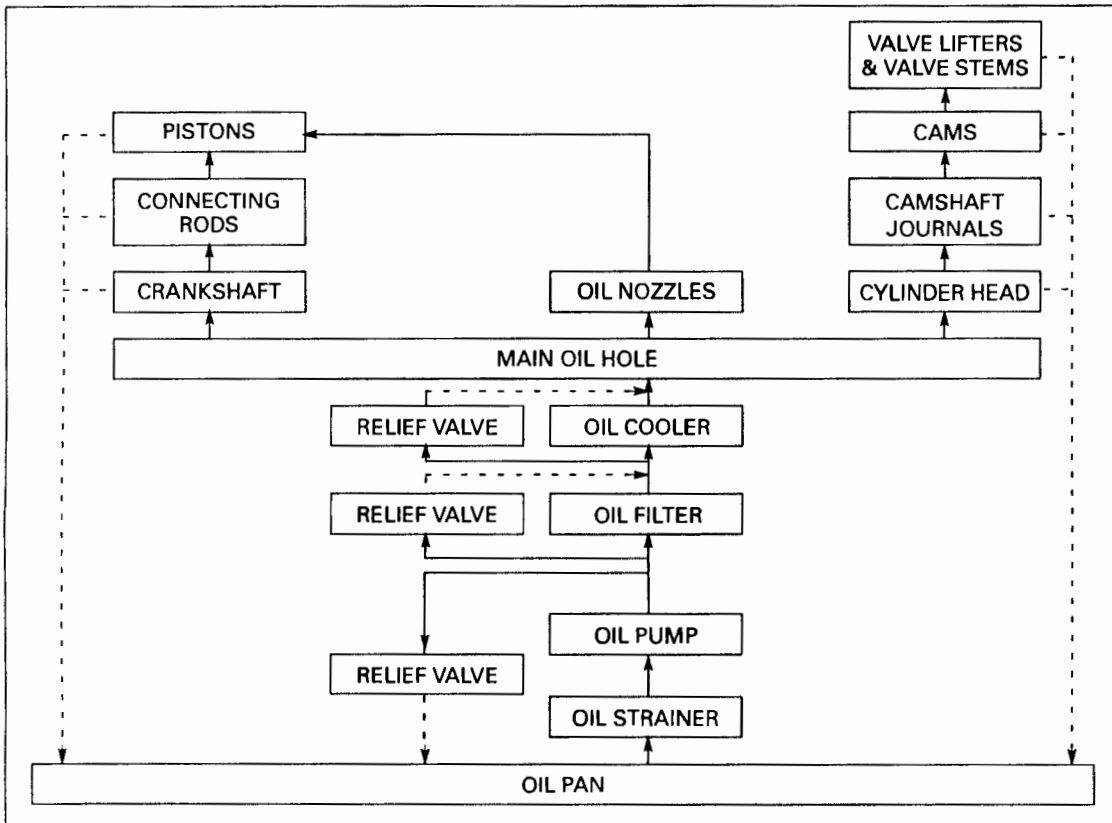 VALVE LIFTERS
& VALVE STEMS
PISTONS
CAMS
CONNECTING
RODS
CAMSHAFT
JOURNALS
CRANKSHAFT
OIL NOZZLES
CYLINDER HEAD
MAIN OIL HOLE
RELIEF VALVE
OIL COOLER
RELIEF VALVE
OIL FILTER
OIL PUMP
RELIEF VALVE
OIL STRAINER
OIL PAN